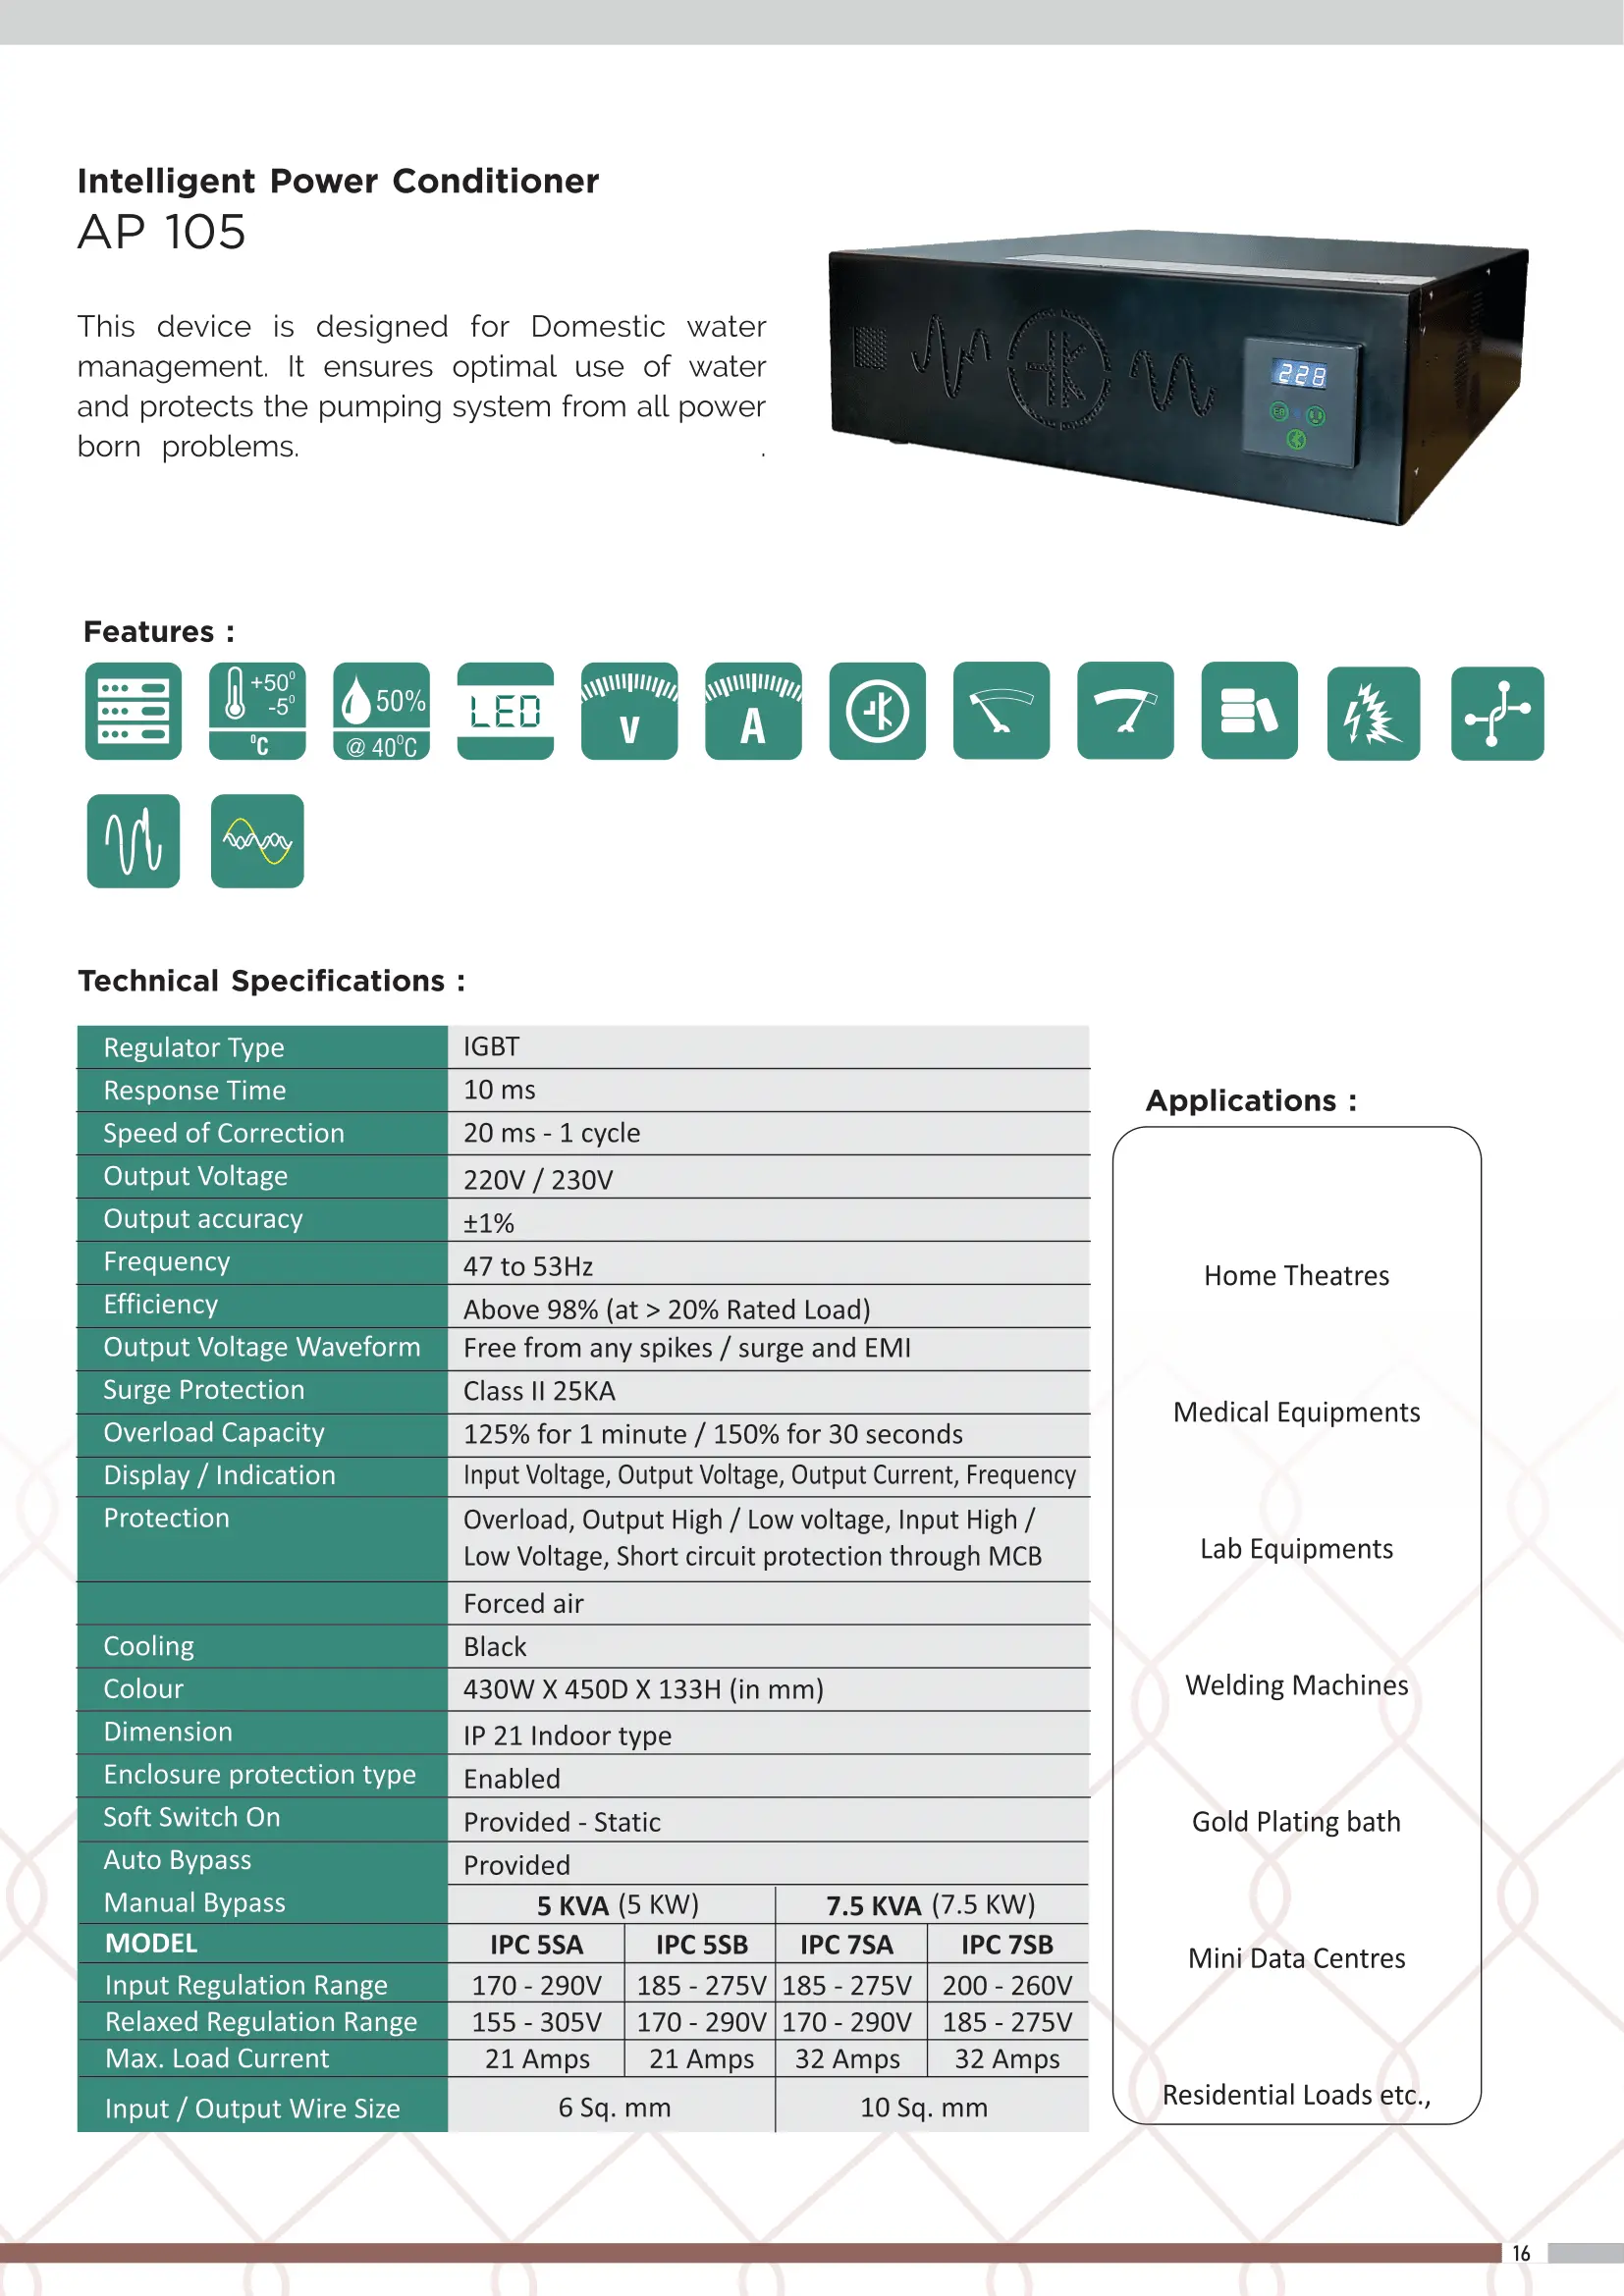 Intelligent Power Conditioner
AP 105
This device is designed for Domestic water
management. It ensures optimal use of water
and protects the pumping system from all power
born problems. .
228
Features :
+50⁰
-5⁰
⁰C
50%
@ 40⁰C
LED
V
A
Technical Specifications :
Regulator Type IGBT
Response Time 10 ms
Speed of Correction 20 ms - 1 cycle
Output Voltage 220V / 230V
Output accuracy ±1%
Frequency 47 to 53Hz
Efficiency Above 98% (at > 20% Rated Load)
Output Voltage Waveform Free from any spikes / surge and EMI
Surge Protection Class II 25KA
Overload Capacity 125% for 1 minute / 150% for 30 seconds
Display / Indication Input Voltage, Output Voltage, Output Current, Frequency
Protection Overload, Output High / Low voltage, Input High /
Low Voltage, Short circuit protection through MCB
Forced air
Cooling Black
Colour 430W X 450D X 133H (in mm)
Dimension IP 21 Indoor type
Enclosure protection type Enabled
Soft Switch On Provided - Static
Auto Bypass Provided
Manual Bypass 5 KVA (5 KW) 7.5 KVA (7.5 KW)
MODEL IPC 5SA IPC 5SB IPC 7SA IPC 7SB
Input Regulation Range 170 - 290V 185 - 275V 185 - 275V 200 - 260V
Relaxed Regulation Range 155 - 305V 170 - 290V 170 - 290V 185 - 275V
Max. Load Current 21 Amps 21 Amps 32 Amps 32 Amps
Input / Output Wire Size 6 Sq. mm 10 Sq. mm
Applications :
Home Theatres
Medical Equipments
Lab Equipments
Welding Machines
Gold Plating bath
Mini Data Centres
Residential Loads etc.,
16